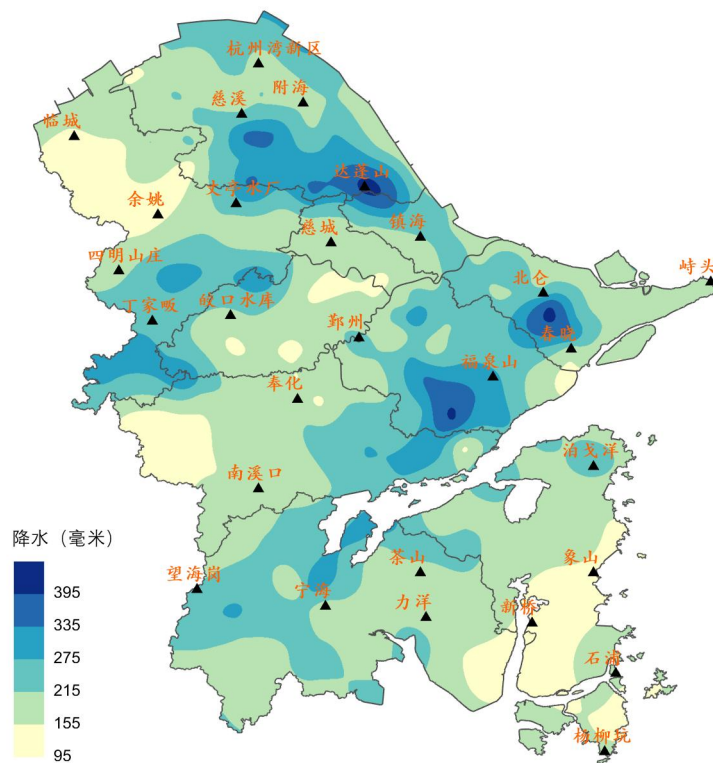 杭州湾新区
附海
慈溪
临城
达蓬山
余姚
丈亭水厂
慈城
镇海
四明山庄
北仑
峙头
丁家畈
皎口水库
鄞州
春晓
福泉山
奉化
泊戈洋
南溪口
降水（毫米）
395
335
275
215
155
95
望海岗
茶山
象山
宁海
力洋
新桥
石浦
杨柳坑